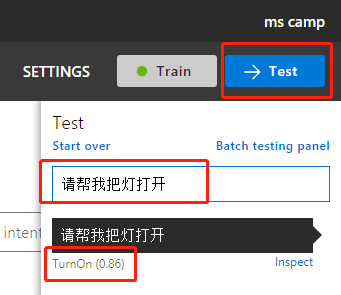 ms camp
SETTINGS Train Test
Test
Start over Batch testing panel
请帮我把灯打开
intent
请帮我把灯打开
TurnOn (0.86) Inspect